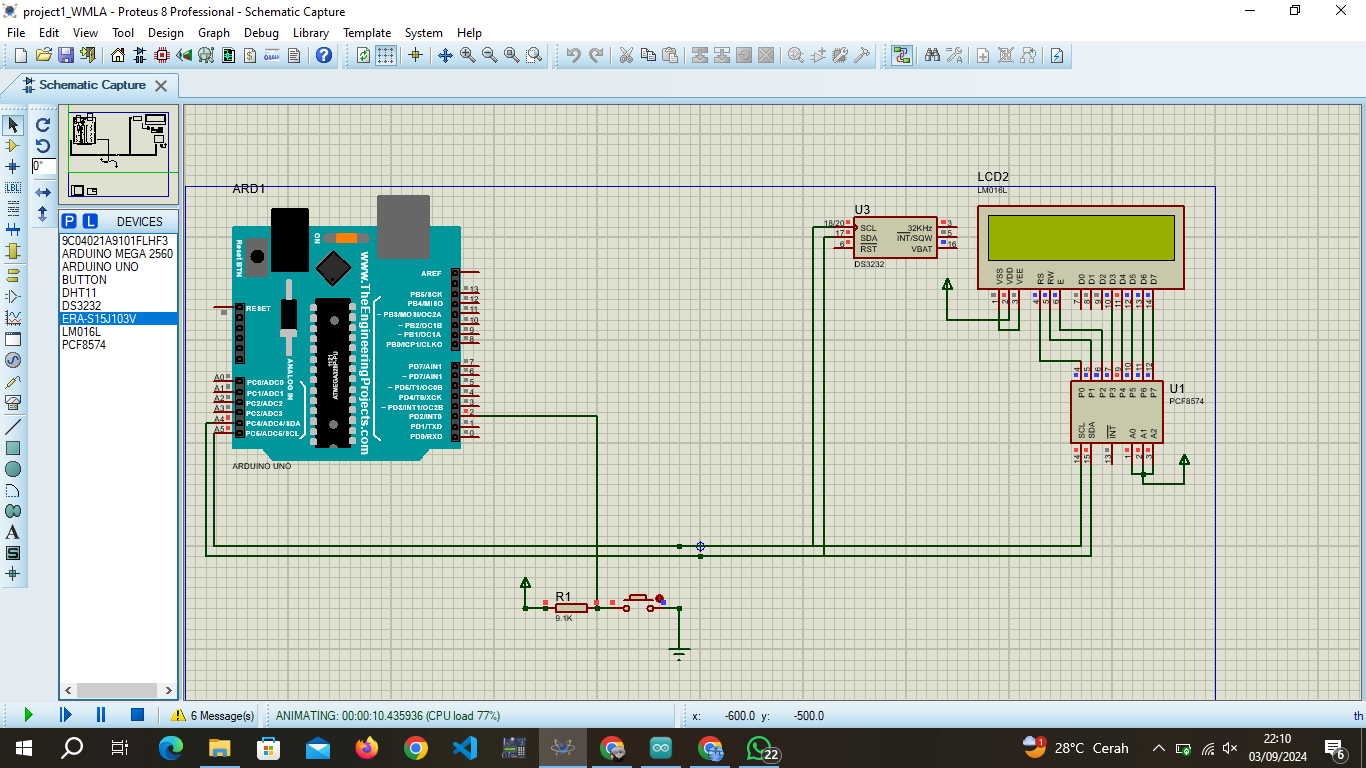 project1_WMLA - Proteus 8 Professional - Schematic Capture
File Edit View Tool Design Graph Debug Library Template System Help
Schematic Capture
0°
LBL
A
S
P L DEVICES
9C04021A9101FLHF3
ARDUINO MEGA 2560
ARDUINO UNO
BUTTON
DHT11
DS3232
ERA-S15J103V
LM016L
PCF8574
ARD1
Reset BTN
ON
www.TheEngineeringProjects.com
RESET
ANALOG IN
AREF
PB5/SCK 13
PB4/MISO 12
~ PB3/MOSI/OC2A 11
~ PB2/OC1B 10
~ PB1/OC1A 9
PB0/ICP1/CLKO 8
PD7/AIN1 7
~ PD7/AIN1 6
~ PD5/T1/OC0B 5
PD4/T0/XCK 4
~ PD3/INT1/OC2B 3
PD2/INT0 2
PD1/TXD 1
PD0/RXD 0
A0 PC0/ADC0
A1 PC1/ADC1
A2 PC2/ADC2
A3 PC3/ADC3
A4 PC4/ADC4/SDA
A5 PC5/ADC5/SCL
1121
ARDUINO UNO
U3
18/20 SCL 32KHz 3
17 SDA INT/SQW 5
6 RST VBAT 16
DS3232
LCD2
LM016L
VSS VDD VEE RS RW E D0 D1 D2 D3 D4 D5 D6 D7
1 2 3 4 5 6 7 8 9 10 11 12 13 14
4 5 6 7 9 10 11 12
U1
PCF8574
P0 P1 P2 P3 P4 P5 P6 P7
SCL SDA INT A0 A1 A2
14 15 13 1 2 3
R1
9.1K
6 Message(s)
ANIMATING: 00:00:10.435936 (CPU load 77%)
x: -600.0 y: -500.0
th
22
1
28°C Cerah
22:10
03/09/2024
6